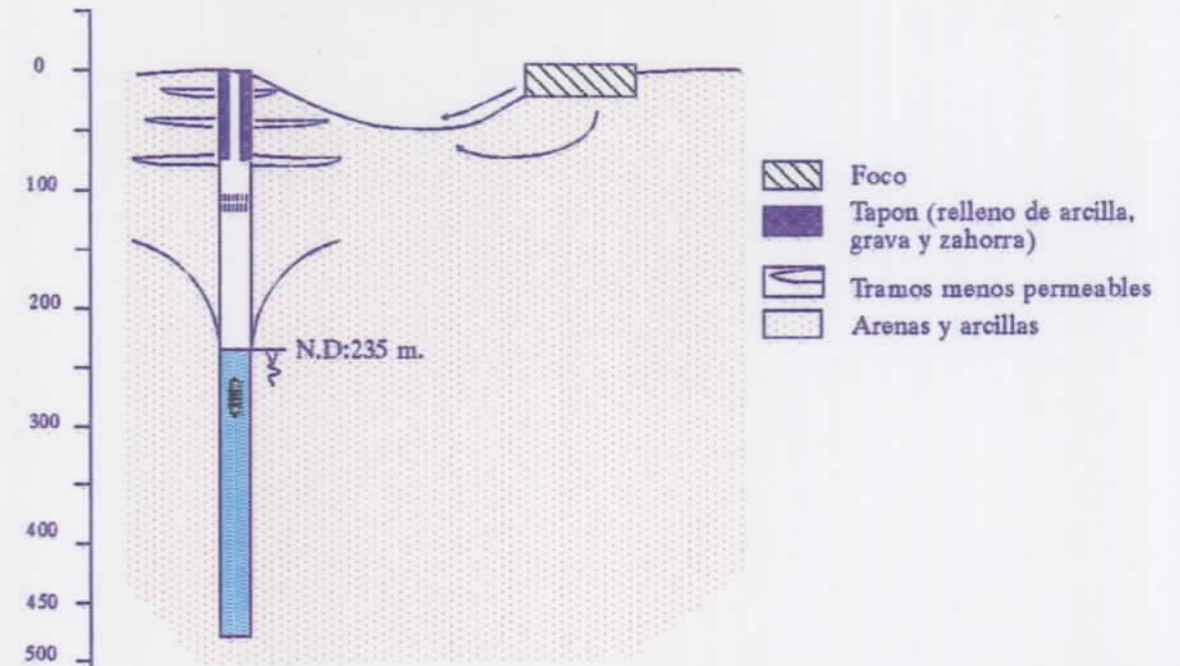 0
100
200
300
400
450
500
N.D:235 m.
Foco
Tapon (relleno de arcilla,
grava y zahorra)
Tramos menos permeables
Arenas y arcillas